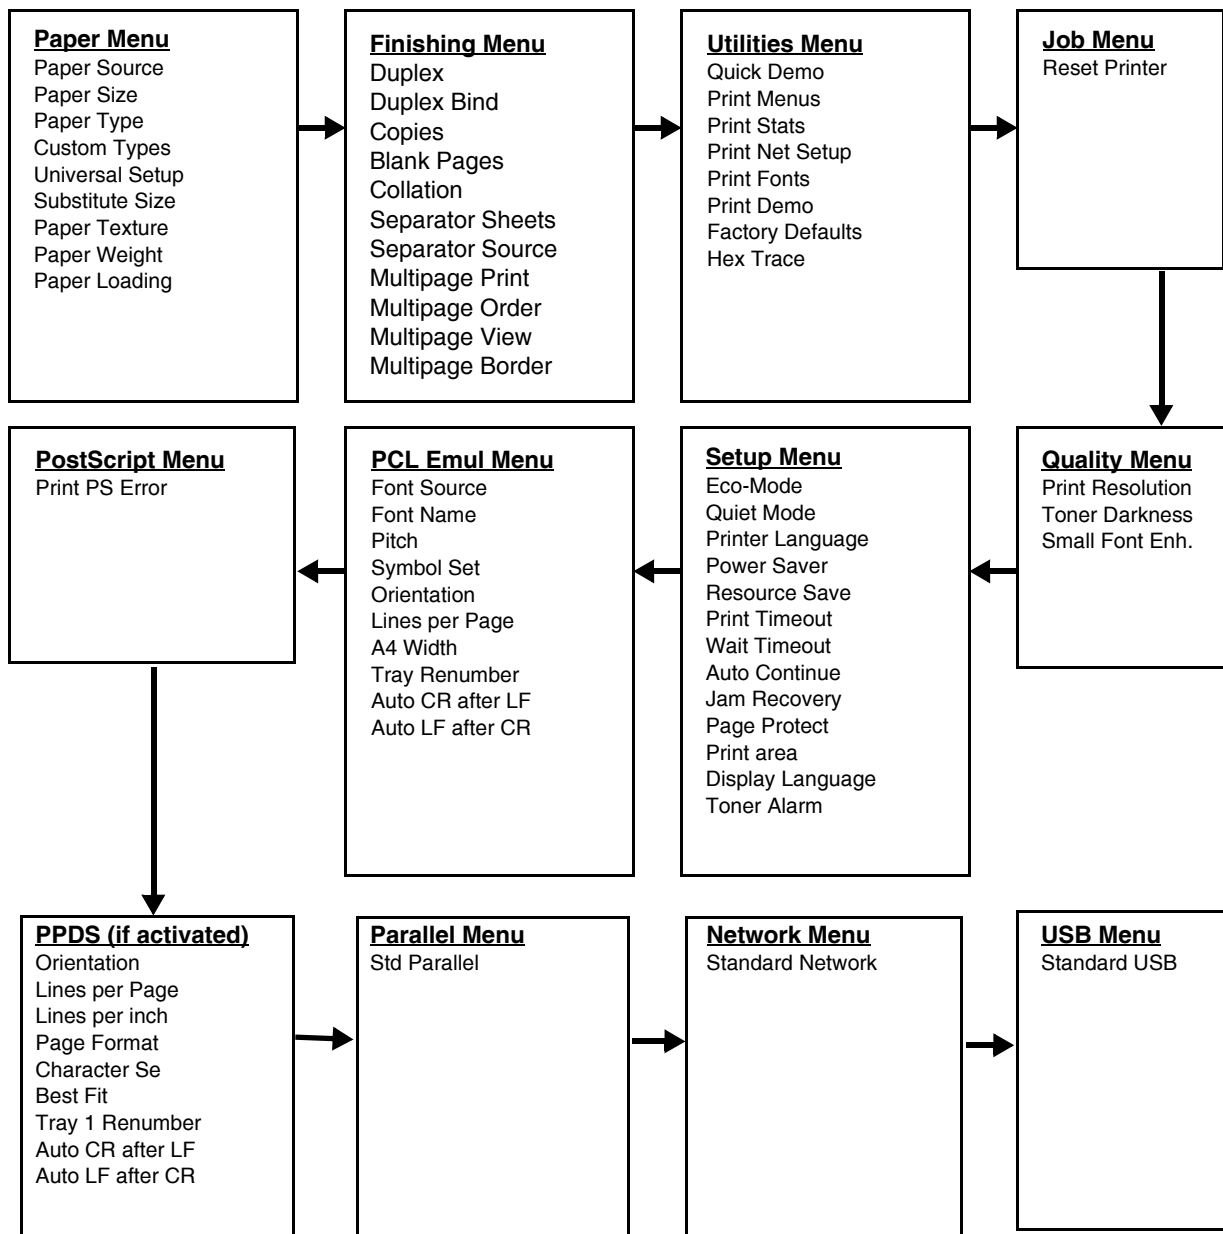 Paper Menu
Paper Source
Paper Size
Paper Type
Custom Types
Universal Setup
Substitute Size
Paper Texture
Paper Weight
Paper Loading
Finishing Menu
Duplex
Duplex Bind
Copies
Blank Pages
Collation
Separator Sheets
Separator Source
Multipage Print
Multipage Order
Multipage View
Multipage Border
Utilities Menu
Quick Demo
Print Menus
Print Stats
Print Net Setup
Print Fonts
Print Demo
Factory Defaults
Hex Trace
Job Menu
Reset Printer
PostScript Menu
Print PS Error
PCL Emul Menu
Font Source
Font Name
Pitch
Symbol Set
Orientation
Lines per Page
A4 Width
Tray Renumber
Auto CR after LF
Auto LF after CR
Setup Menu
Eco-Mode
Quiet Mode
Printer Language
Power Saver
Resource Save
Print Timeout
Wait Timeout
Auto Continue
Jam Recovery
Page Protect
Print area
Display Language
Toner Alarm
Quality Menu
Print Resolution
Toner Darkness
Small Font Enh.
PPDS (if activated)
Orientation
Lines per Page
Lines per inch
Page Format
Character Se
Best Fit
Tray 1 Renumber
Auto CR after LF
Auto LF after CR
Parallel Menu
Std Parallel
Network Menu
Standard Network
USB Menu
Standard USB